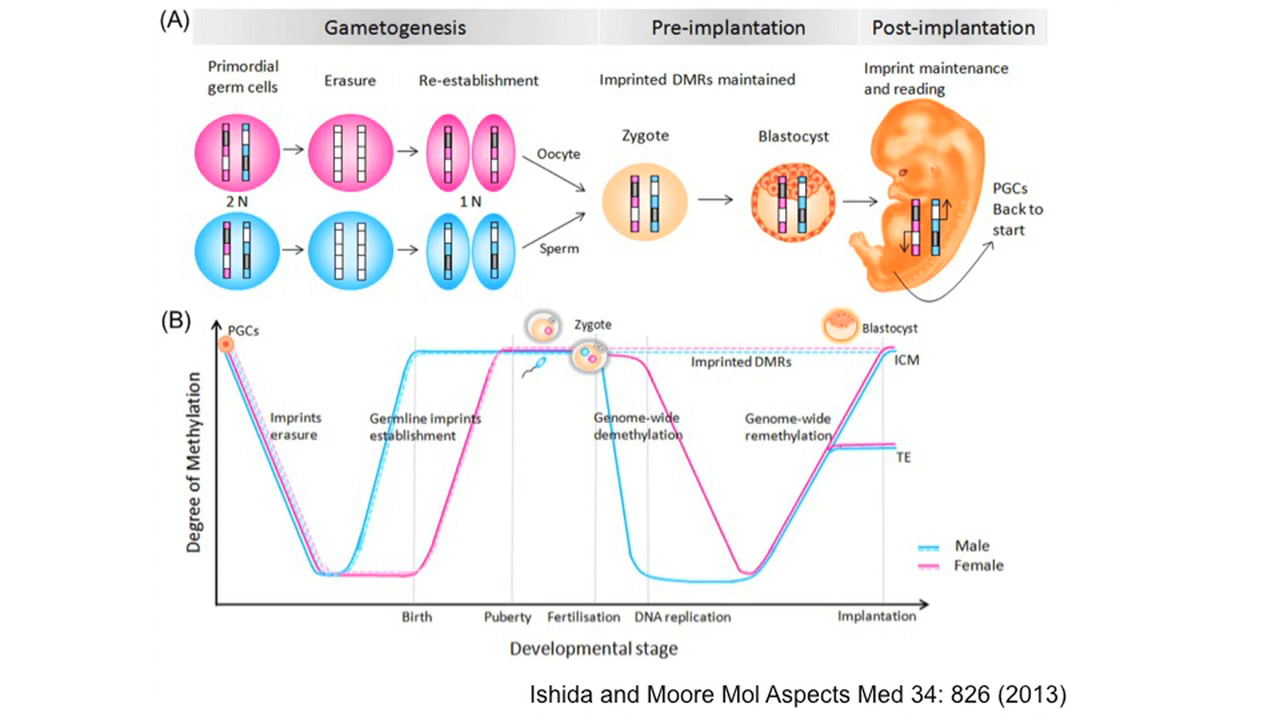 (A)
Gametogenesis
Pre-implantation
Post-implantation
Primordial
germ cells
Erasure
Re-establishment
Imprinted DMRs maintained
Imprint maintenance
and reading
Zygote
Blastocyst
Oocyte
2 N
1 N
Sperm
PGCs
Back to
start
(B)
PGCs
Zygote
Blastocyst
ICM
Imprinted DMRs
Imprints
erasure
Germline imprints
establishment
Genome-wide
demethylation
Genome-wide
remethylation
TE
Degree of Methylation
Male
Female
Birth
Puberty
Fertilisation
DNA replication
Implantation
Developmental stage
Ishida and Moore Mol Aspects Med 34: 826 (2013)